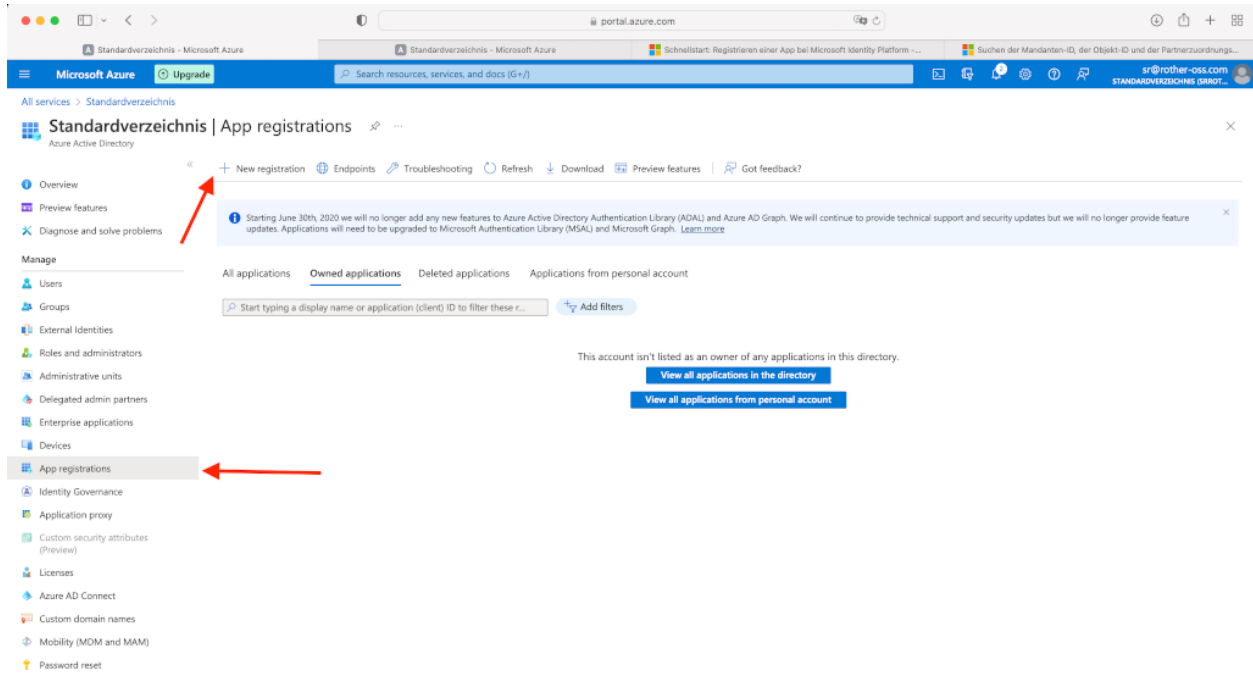 portal.azure.com
Standardverzeichnis - Microsoft Azure
Standardverzeichnis - Microsoft Azure
Schnellstart: Registrieren einer App bei Microsoft Identity Platform -...
Suchen der Mandanten-ID, der Objekt-ID und der Partnerzuordnungs...
Microsoft Azure
Upgrade
Search resources, services, and docs (G+/)
2
sr@rother-oss.com
STANDARDVERZEICHNIS (SRROT...
All services > Standardverzeichnis
Standardverzeichnis | App registrations
Azure Active Directory
New registration
Endpoints
Troubleshooting
Refresh
Download
Preview features
Got feedback?
Overview
Preview features
Diagnose and solve problems
Manage
Users
Groups
External Identities
Roles and administrators
Administrative units
Delegated admin partners
Enterprise applications
Devices
App registrations
Identity Governance
Application proxy
Custom security attributes
(Preview)
Licenses
Azure AD Connect
Custom domain names
Mobility (MDM and MAM)
Password reset
Starting June 30th, 2020 we will no longer add any new features to Azure Active Directory Authentication Library (ADAL) and Azure AD Graph. We will continue to provide technical support and security updates but we will no longer provide feature
updates. Applications will need to be upgraded to Microsoft Authentication Library (MSAL) and Microsoft Graph. Learn more
All applications
Owned applications
Deleted applications
Applications from personal account
Start typing a display name or application (client) ID to filter these r...
Add filters
This account isn't listed as an owner of any applications in this directory.
View all applications in the directory
View all applications from personal account